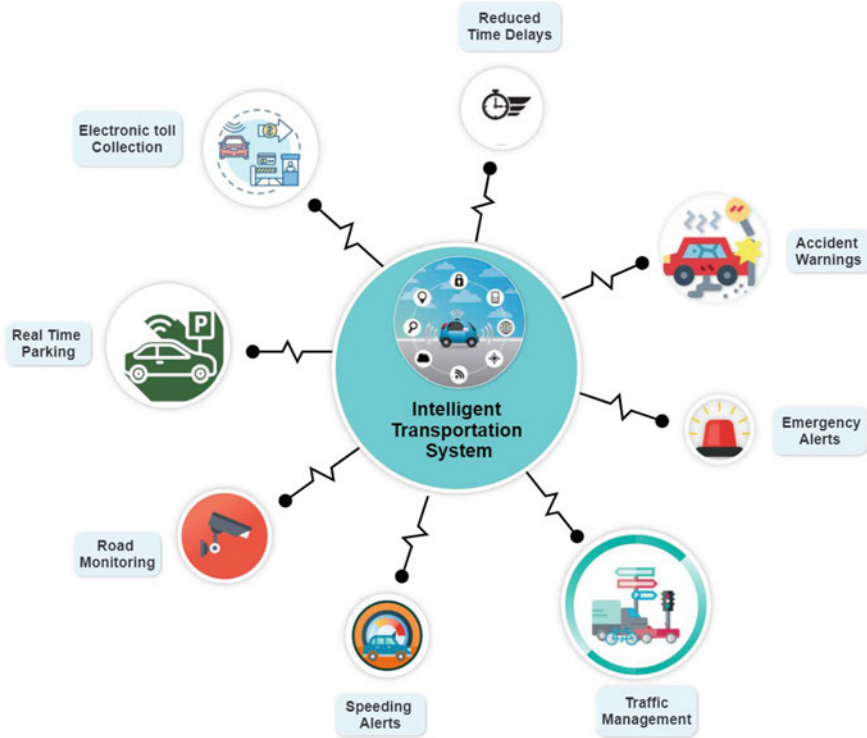 Reduced
Time Delays
Electronic toll
Collection
Accident
Warnings
Real Time
Parking
P
Intelligent
Transportation
System
Emergency
Alerts
Road
Monitoring
Speeding
Alerts
Traffic
Management